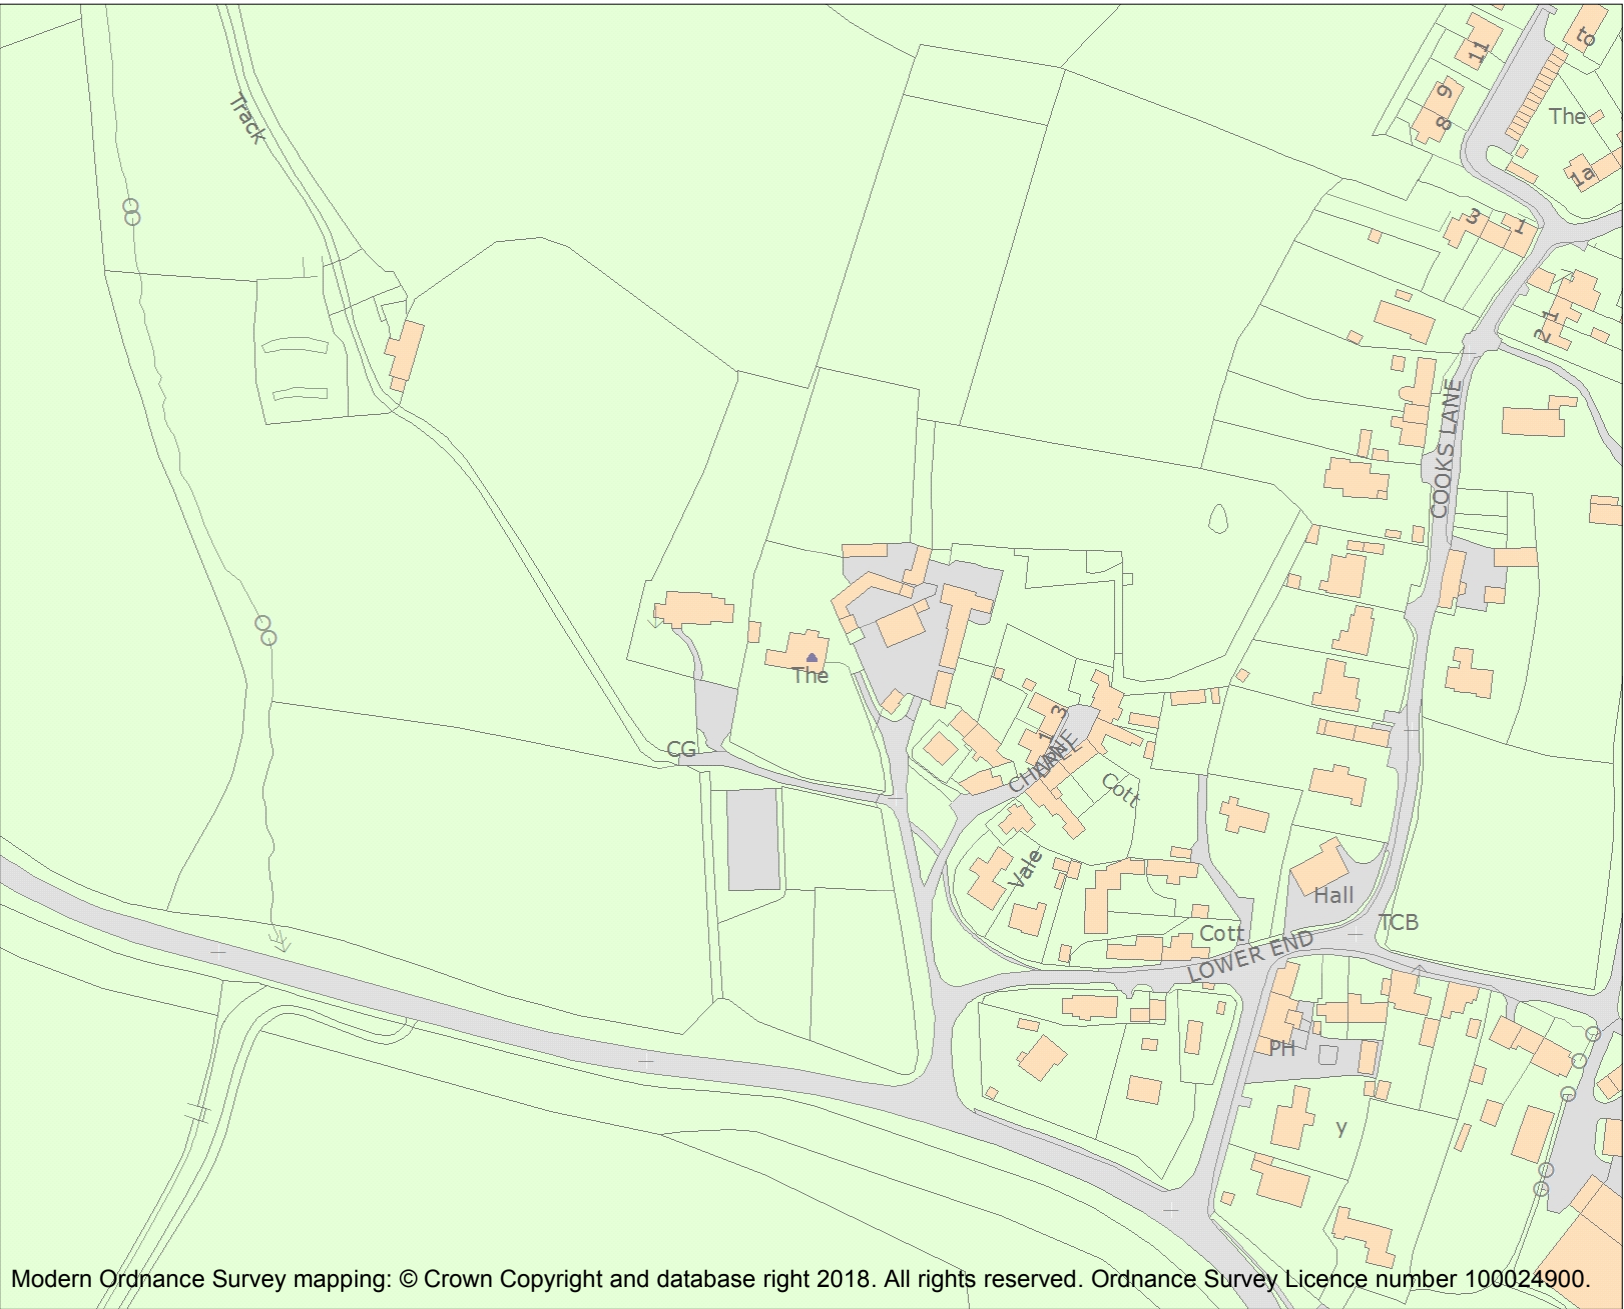 to
11
Track
9
The
8
1a
3
1
1
2
COOKS LANE
The
3
1
CG
LANE
Cott
Vale
Hall
TCB
Cott
LOWER END
PH
y
Modern Ordnance Survey mapping: © Crown Copyright and database right 2018. All rights reserved. Ordnance Survey Licence number 100024900.